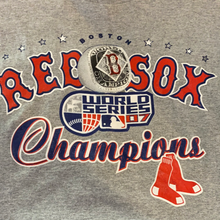 BOSTON
RED SOX
B
WORLD
SERIES
07
Champions